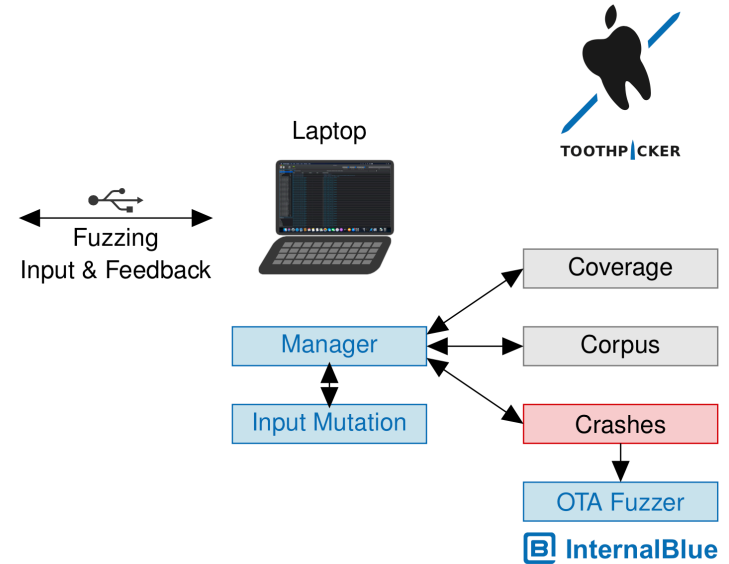 TOOTHPICKER
Laptop
Fuzzing
Input & Feedback
Coverage
Manager
Corpus
Input Mutation
Crashes
OTA Fuzzer
B InternalBlue